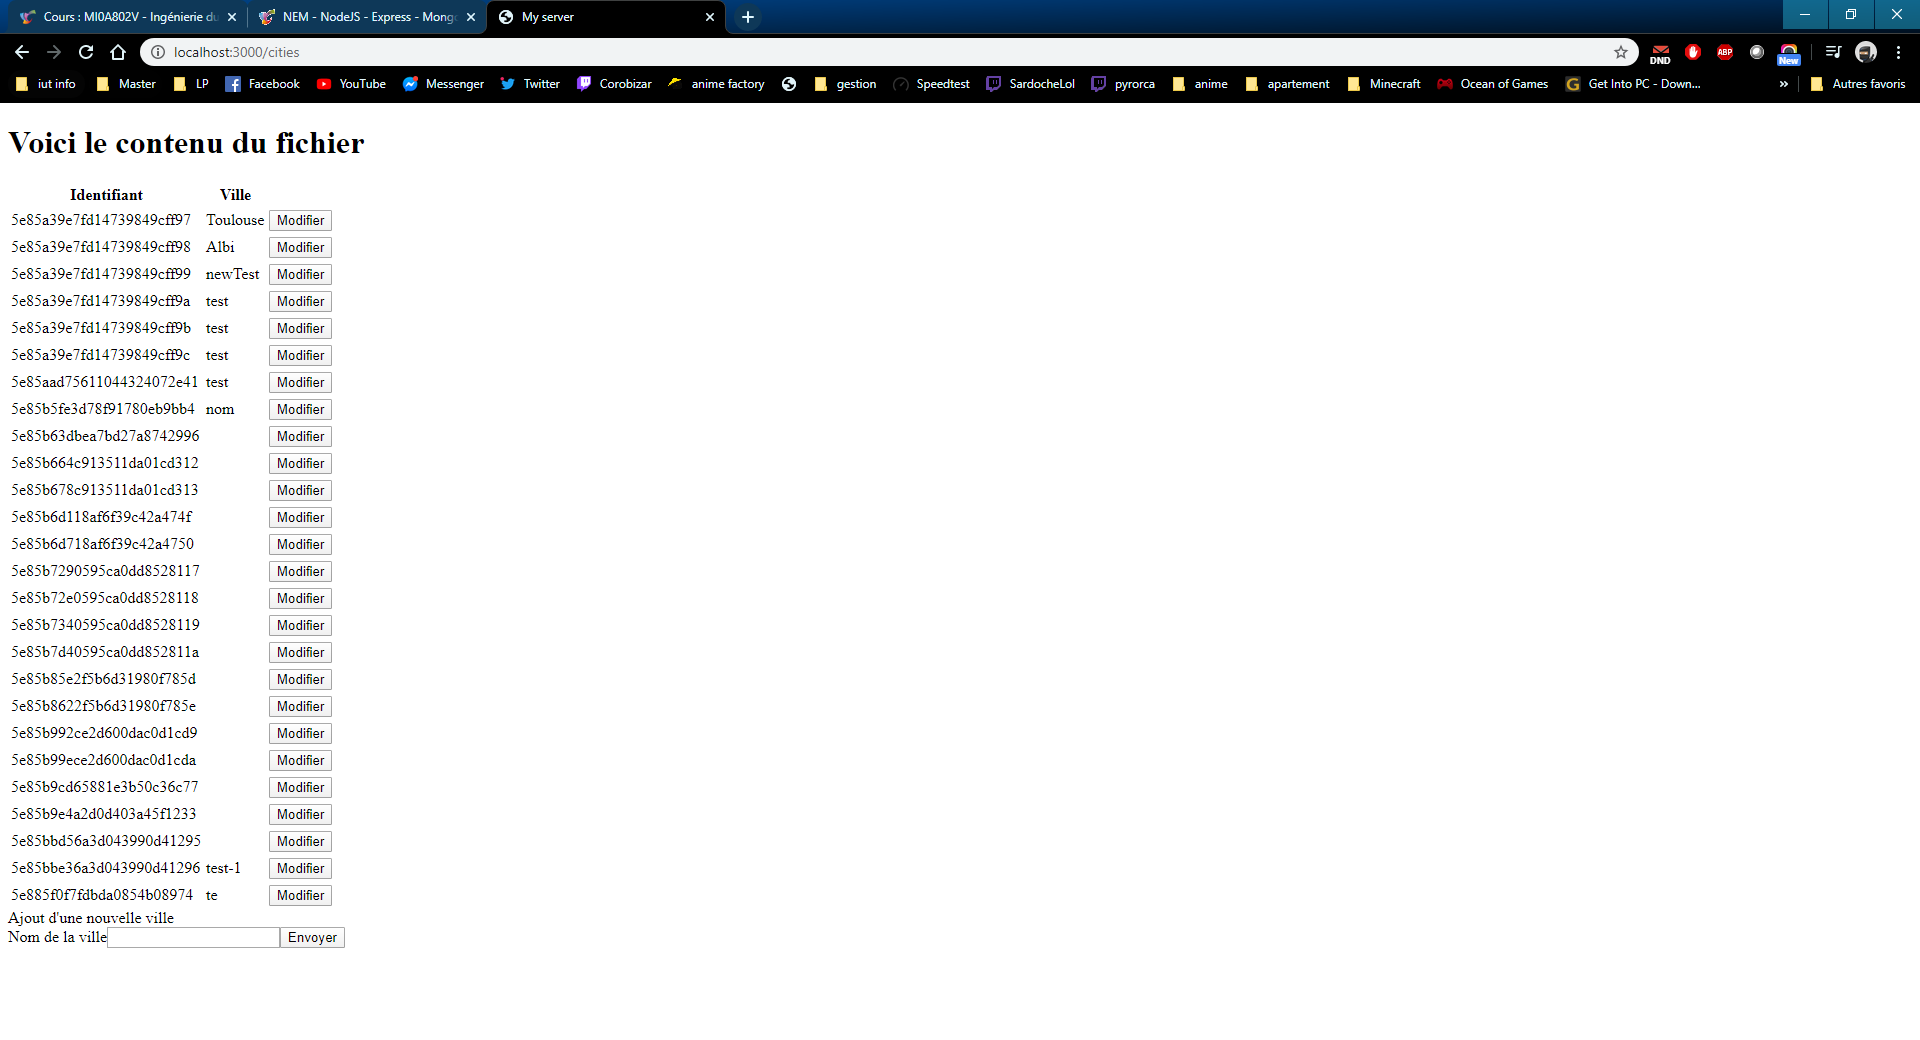 Cours : MI0A802V - Ingénierie du
NEM - NodeJS - Express - Mongo
My server
localhost:3000/cities
DND
ABP
New
iut info Master LP Facebook YouTube Messenger Twitter Corobizar anime factory gestion Speedtest SardocheLol pyrorca anime apartement Minecraft Ocean of Games Get Into PC - Down... » Autres favoris
Voici le contenu du fichier
Identifiant Ville
5e85a39e7fd14739849cff97 Toulouse Modifier
5e85a39e7fd14739849cff98 Albi Modifier
5e85a39e7fd14739849cff99 newTest Modifier
5e85a39e7fd14739849cff9a test Modifier
5e85a39e7fd14739849cff9b test Modifier
5e85a39e7fd14739849cff9c test Modifier
5e85aad75611044324072e41 test Modifier
5e85b5fe3d78f91780eb9bb4 nom Modifier
5e85b63dbea7bd27a8742996 Modifier
5e85b664c913511da01cd312 Modifier
5e85b678c913511da01cd313 Modifier
5e85b6d118af6f39c42a474f Modifier
5e85b6d718af6f39c42a4750 Modifier
5e85b7290595ca0dd8528117 Modifier
5e85b72e0595ca0dd8528118 Modifier
5e85b7340595ca0dd8528119 Modifier
5e85b7d40595ca0dd852811a Modifier
5e85b85e2f5b6d31980f785d Modifier
5e85b8622f5b6d31980f785e Modifier
5e85b992ce2d600dac0d1cd9 Modifier
5e85b99ece2d600dac0d1cda Modifier
5e85b9cd65881e3b50c36c77 Modifier
5e85b9e4a2d0d403a45f1233 Modifier
5e85bbd56a3d043990d41295 Modifier
5e85bbe36a3d043990d41296 test-1 Modifier
5e885f0f7fdbda0854b08974 te Modifier
Ajout d'une nouvelle ville
Nom de la ville Envoyer